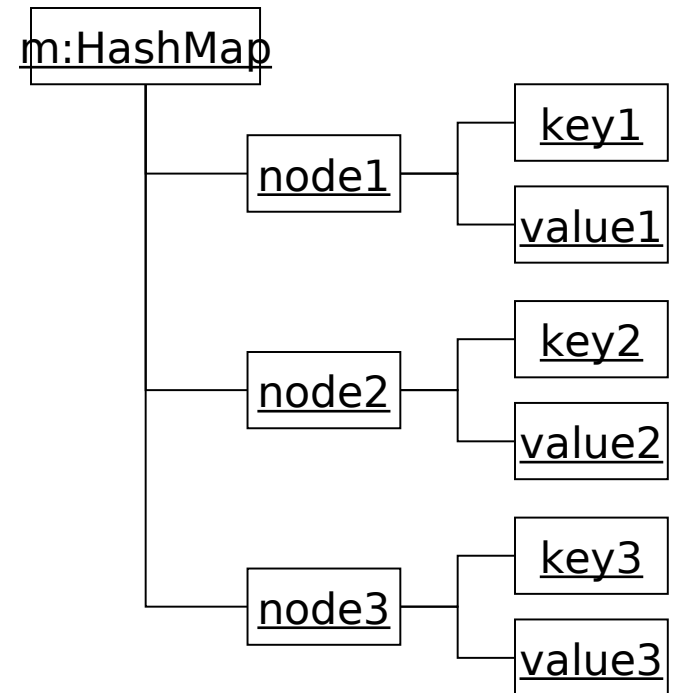 m:HashMap
key1
node1
value1
key2
node2
value2
key3
node3
value3